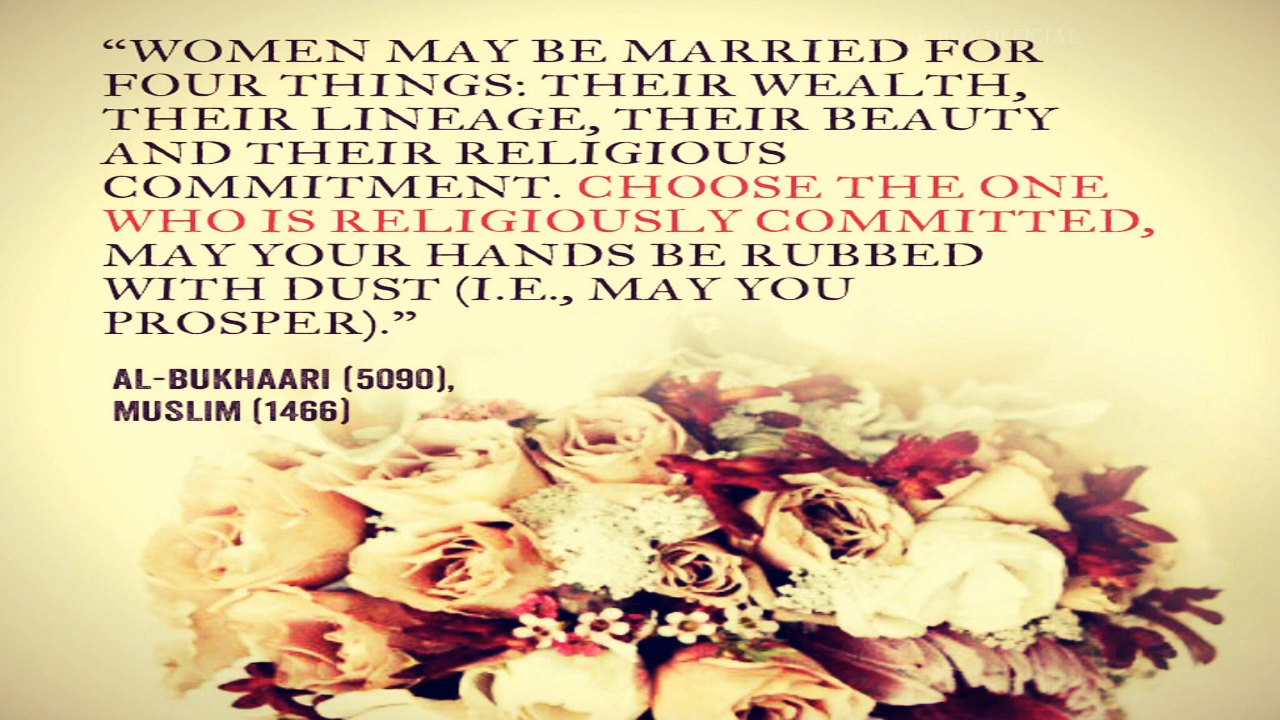 “WOMEN MAY BE MARRIED FOR
FOUR THINGS: THEIR WEALTH,
THEIR LINEAGE, THEIR BEAUTY
AND THEIR RELIGIOUS
COMMITMENT. CHOOSE THE ONE
WHO IS RELIGIOUSLY COMMITTED,
MAY YOUR HANDS BE RUBBED
WITH DUST (I.E., MAY YOU
PROSPER).”
AL-BUKHAARI (5090),
MUSLIM (1466)